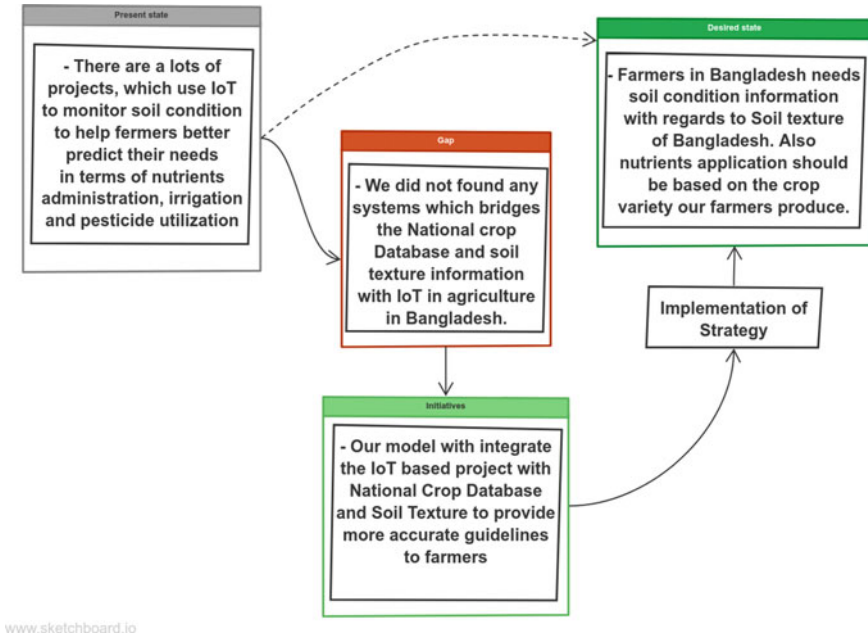 Present state
- There are a lots of
projects, which use IoT
to monitor soil condition
to help fermers better
predict their needs
in terms of nutrients
administration, irrigation
and pesticide utilization
Gap
- We did not found any
systems which bridges
the National crop
Database and soil
texture information
with IoT in agriculture
in Bangladesh.
Desired state
- Farmers in Bangladesh needs
soil condition information
with regards to Soil texture
of Bangladesh. Also
nutrients application should
be based on the crop
variety our farmers produce.
Implementation of
Strategy
Initiatives
- Our model with integrate
the IoT based project with
National Crop Database
and Soil Texture to provide
more accurate guidelines
to farmers
www.sketchboard.io